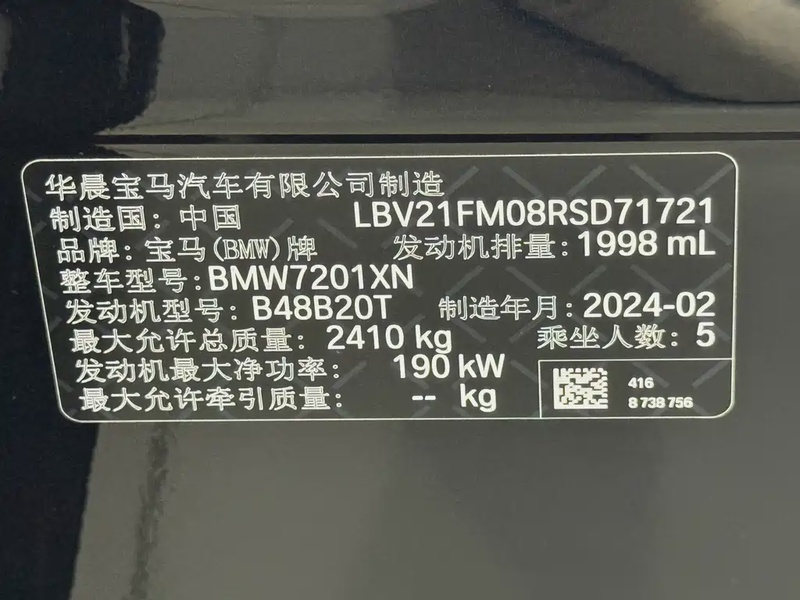 华晨宝马汽车有限公司制造
制造国: 中国 LBV21FM08RSD71721
品牌: 宝马(BMW)牌 发动机排量: 1998 mL
整车型号: BMW7201XN
发动机型号: B48B20T 制造年月: 2024-02
最大允许总质量: 2410 kg 乘坐人数: 5
发动机最大净功率: 190 kW
最大允许牵引质量: -- kg
416
8 738 756